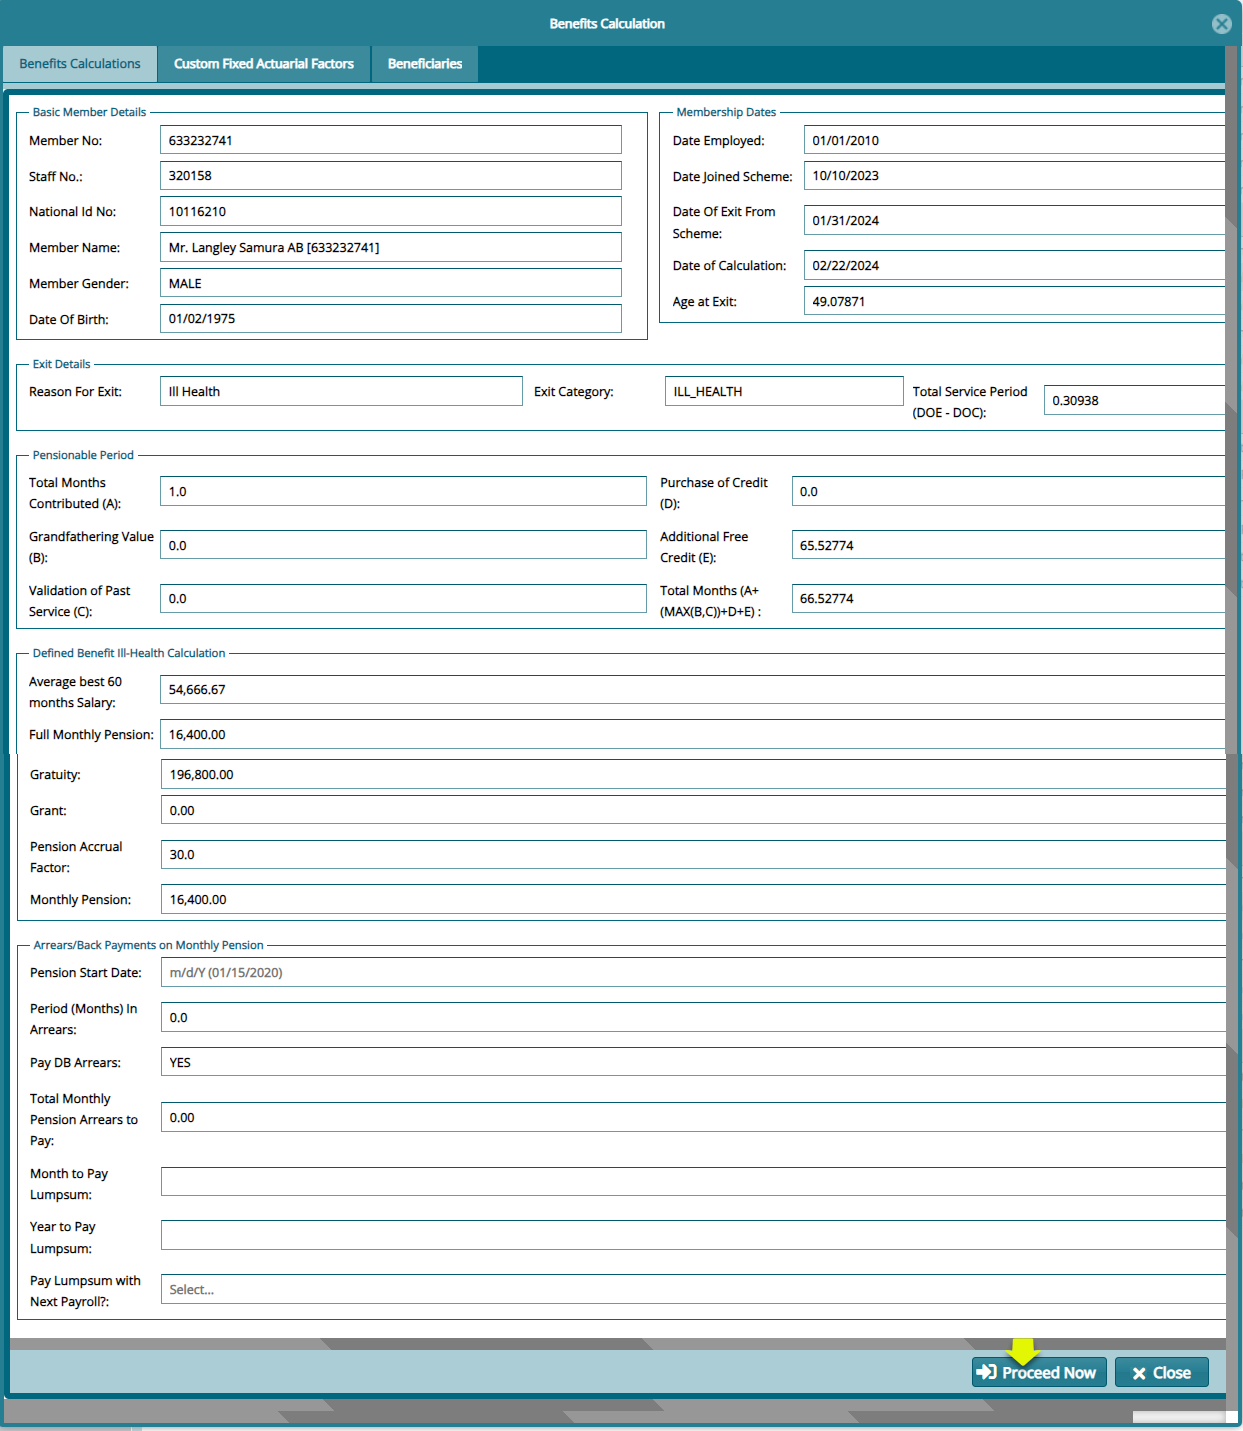 Benefits Calculation
Benefits Calculations
Custom Fixed Actuarial Factors
Beneficiaries
Basic Member Details
Member No:
633232741
Staff No.:
320158
National Id No:
10116210
Member Name:
Mr. Langley Samura AB [633232741]
Member Gender:
MALE
Date Of Birth:
01/02/1975
Membership Dates
Date Employed:
01/01/2010
Date Joined Scheme:
10/10/2023
Date Of Exit From
Scheme:
01/31/2024
Date of Calculation:
02/22/2024
Age at Exit:
49.07871
Exit Details
Reason For Exit:
Ill Health
Exit Category:
ILL_HEALTH
Total Service Period
(DOE - DOC):
0.30938
Pensionable Period
Total Months
Contributed (A):
1.0
Purchase of Credit
(D):
0.0
Grandfathering Value
(B):
0.0
Additional Free
Credit (E):
65.52774
Validation of Past
Service (C):
0.0
Total Months (A+
(MAX(B,C))+D+E) :
66.52774
Defined Benefit Ill-Health Calculation
Average best 60
months Salary:
54,666.67
Full Monthly Pension:
16,400.00
Gratuity:
196,800.00
Grant:
0.00
Pension Accrual
Factor:
30.0
Monthly Pension:
16,400.00
Arrears/Back Payments on Monthly Pension
Pension Start Date:
m/d/Y (01/15/2020)
Period (Months) In
Arrears:
0.0
Pay DB Arrears:
YES
Total Monthly
Pension Arrears to
Pay:
0.00
Month to Pay
Lumpsum:
Year to Pay
Lumpsum:
Pay Lumpsum with
Next Payroll?:
Select...
Proceed Now
Close